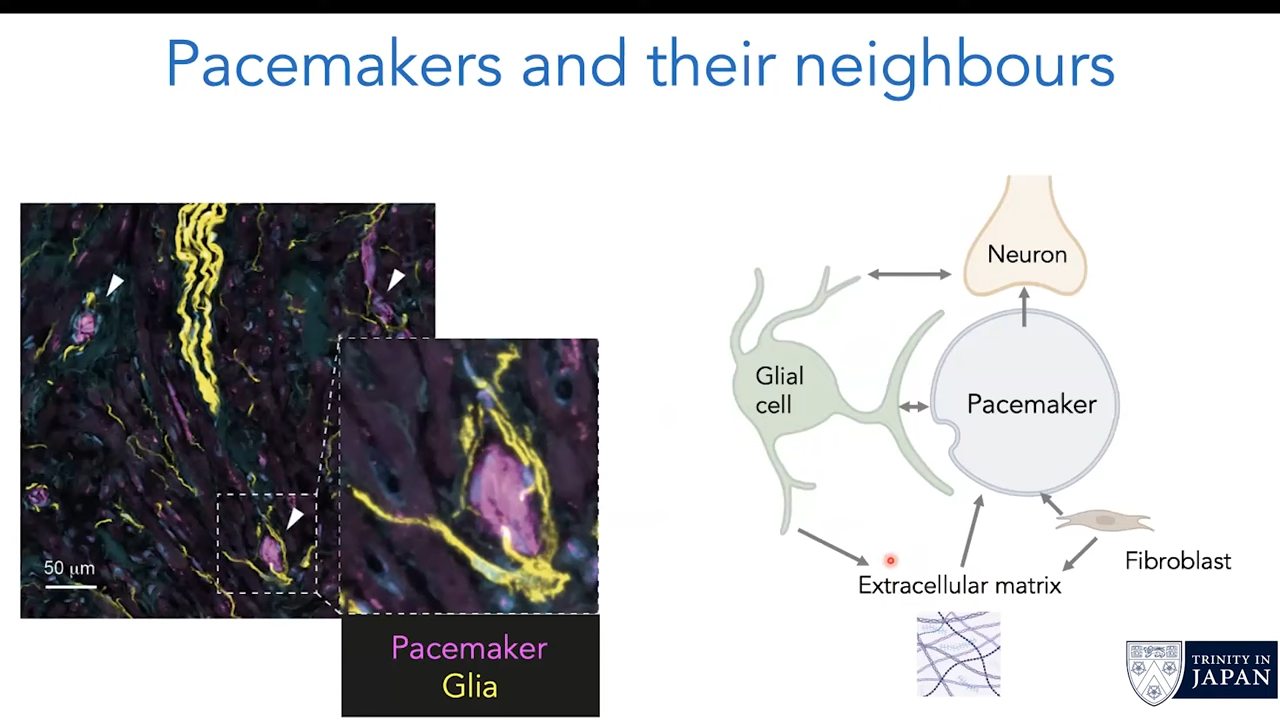 Pacemakers and their neighbours
50 μm
Pacemaker
Glia
Neuron
Glial
cell
Pacemaker
Fibroblast
Extracellular matrix
TRINITY IN
JAPAN